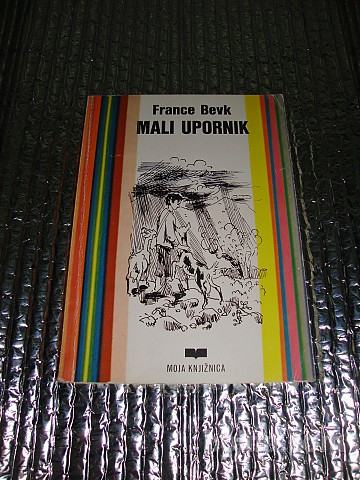 France Bevk
MALI UPORNIK
MOJA KNJIŽNICA